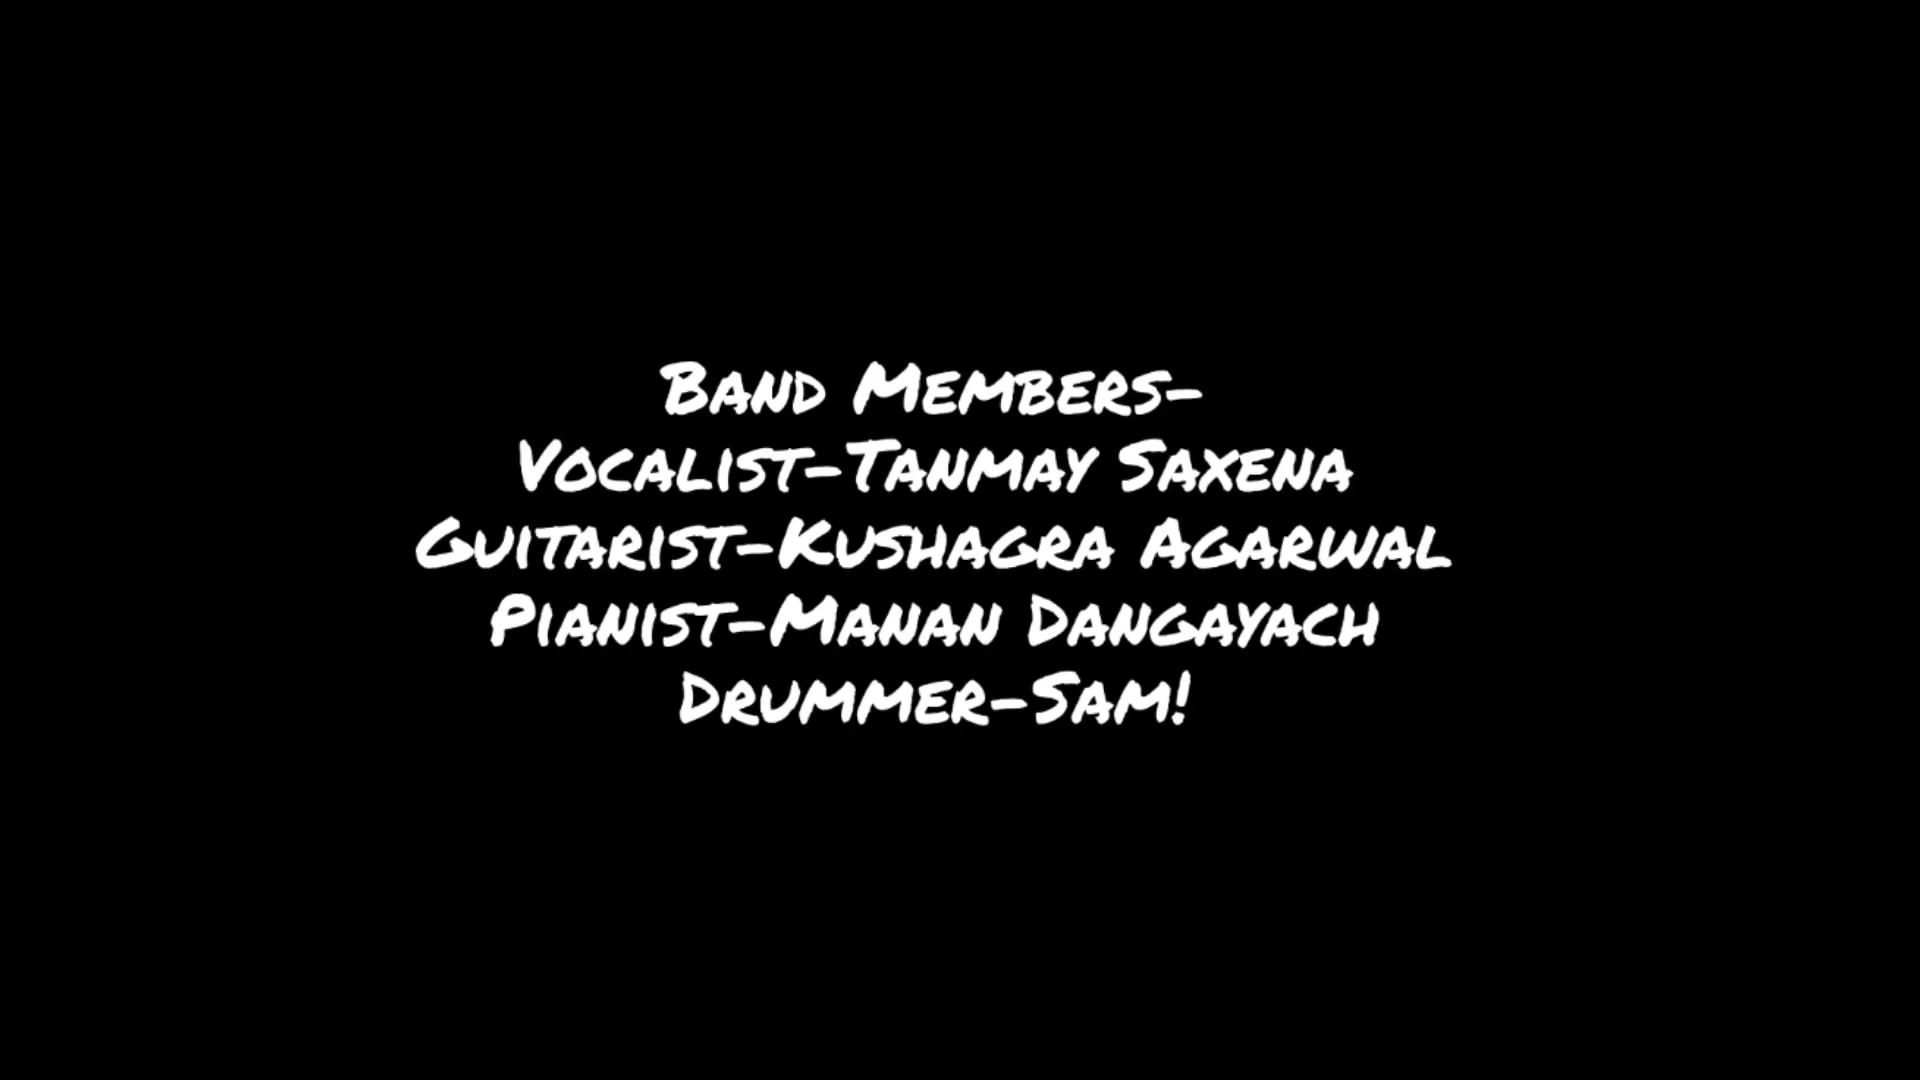 Band Members-
Vocalist-Tanmay Saxena
Guitarist-Kushagra Agarwal
Pianist-Manan Dangayach
Drummer-Sam!